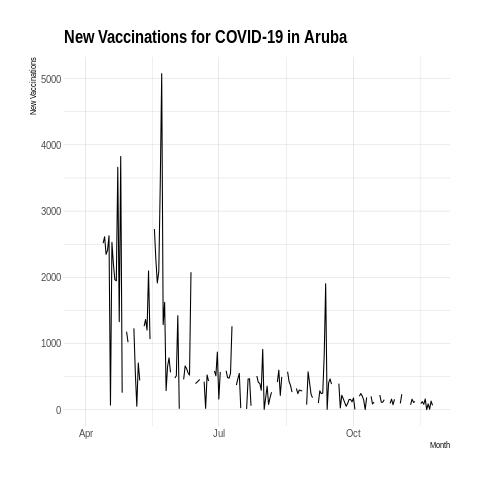 New Vaccinations for COVID-19 in Aruba
New Vaccinations
5000
4000
3000
2000
1000
0
Apr
Jul
Oct
Month